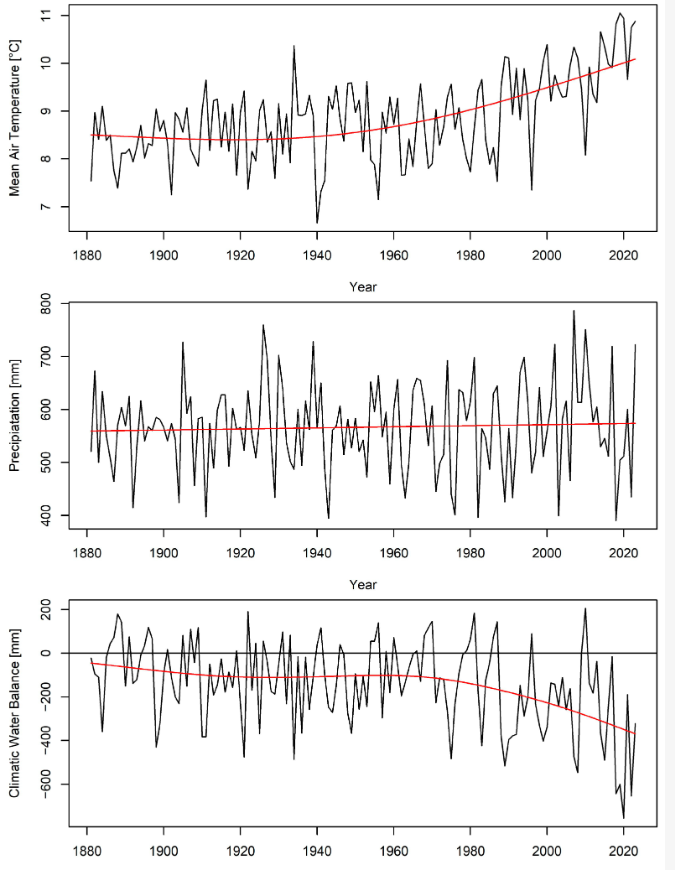 Mean Air Temperature [°C]
11
10
9
8
7
1880 1900 1920 1940 1960 1980 2000 2020
Year
Precipiatation [mm]
800
700
600
500
400
1880 1900 1920 1940 1960 1980 2000 2020
Year
Climatic Water Balance [mm]
200
0
−200
−400
−600
1880 1900 1920 1940 1960 1980 2000 2020